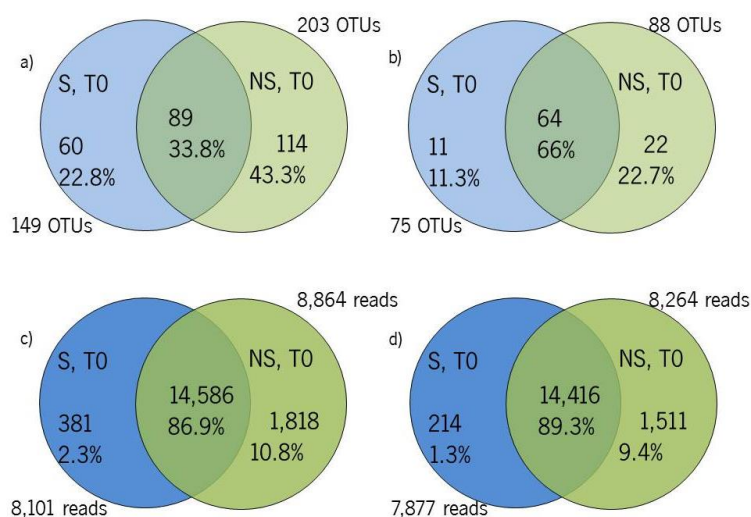 203 OTUs
a)
S, T0
NS, T0
89
33.8%
60
22.8%
114
43.3%
149 OTUs
88 OTUs
b)
S, T0
NS, T0
64
66%
11
11.3%
22
22.7%
75 OTUs
8,864 reads
c)
S, T0
NS, T0
14,586
86.9%
381
2.3%
1,818
10.8%
8,101 reads
8,264 reads
d)
S, T0
NS, T0
14,416
89.3%
214
1.3%
1,511
9.4%
7,877 reads